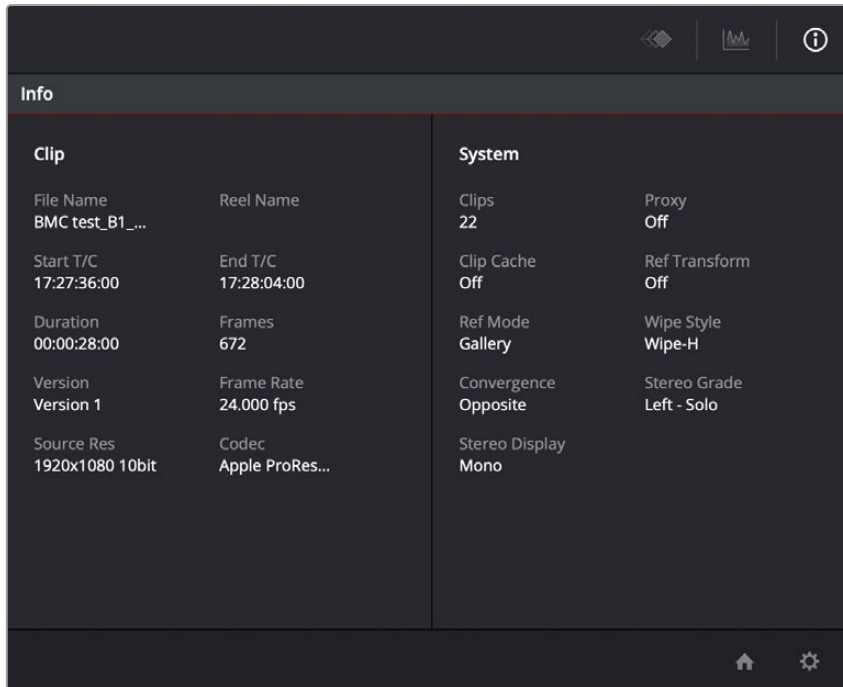 Info
Clip
File Name
BMC test_B1_...
Reel Name
Start T/C
17:27:36:00
End T/C
17:28:04:00
Duration
00:00:28:00
Frames
672
Version
Version 1
Frame Rate
24.000 fps
Source Res
1920x1080 10bit
Codec
Apple ProRes...
System
Clips
22
Proxy
Off
Clip Cache
Off
Ref Transform
Off
Ref Mode
Gallery
Wipe Style
Wipe-H
Convergence
Opposite
Stereo Grade
Left - Solo
Stereo Display
Mono